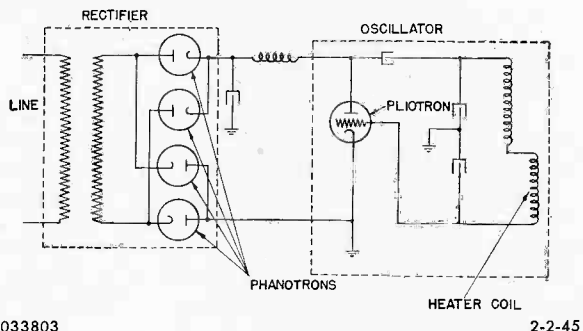 RECTIFIER
OSCILLATOR
LINE
PLIOTRON
PHANOTRONS
HEATER COIL
033803
2-2-45